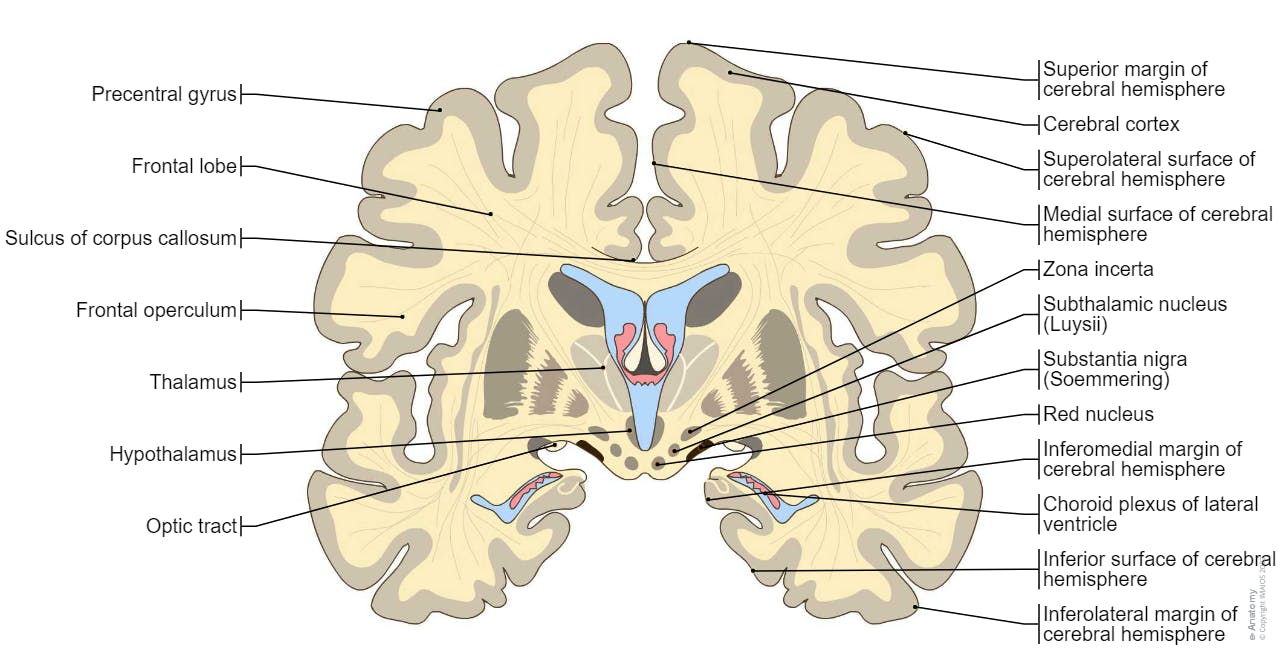 Precentral gyrus
Frontal lobe
Sulcus of corpus callosum
Frontal operculum
Thalamus
Hypothalamus
Optic tract
Superior margin of
cerebral hemisphere
Cerebral cortex
Superolateral surface of
cerebral hemisphere
Medial surface of cerebral
hemisphere
Zona incerta
Subthalamic nucleus
(Luysii)
Substantia nigra
(Soemmering)
Red nucleus
Inferomedial margin of
cerebral hemisphere
Choroid plexus of lateral
ventricle
Inferior surface of cerebral
hemisphere
Inferolateral margin of
cerebral hemisphere
Anatomy
© Copyright IMAIOS